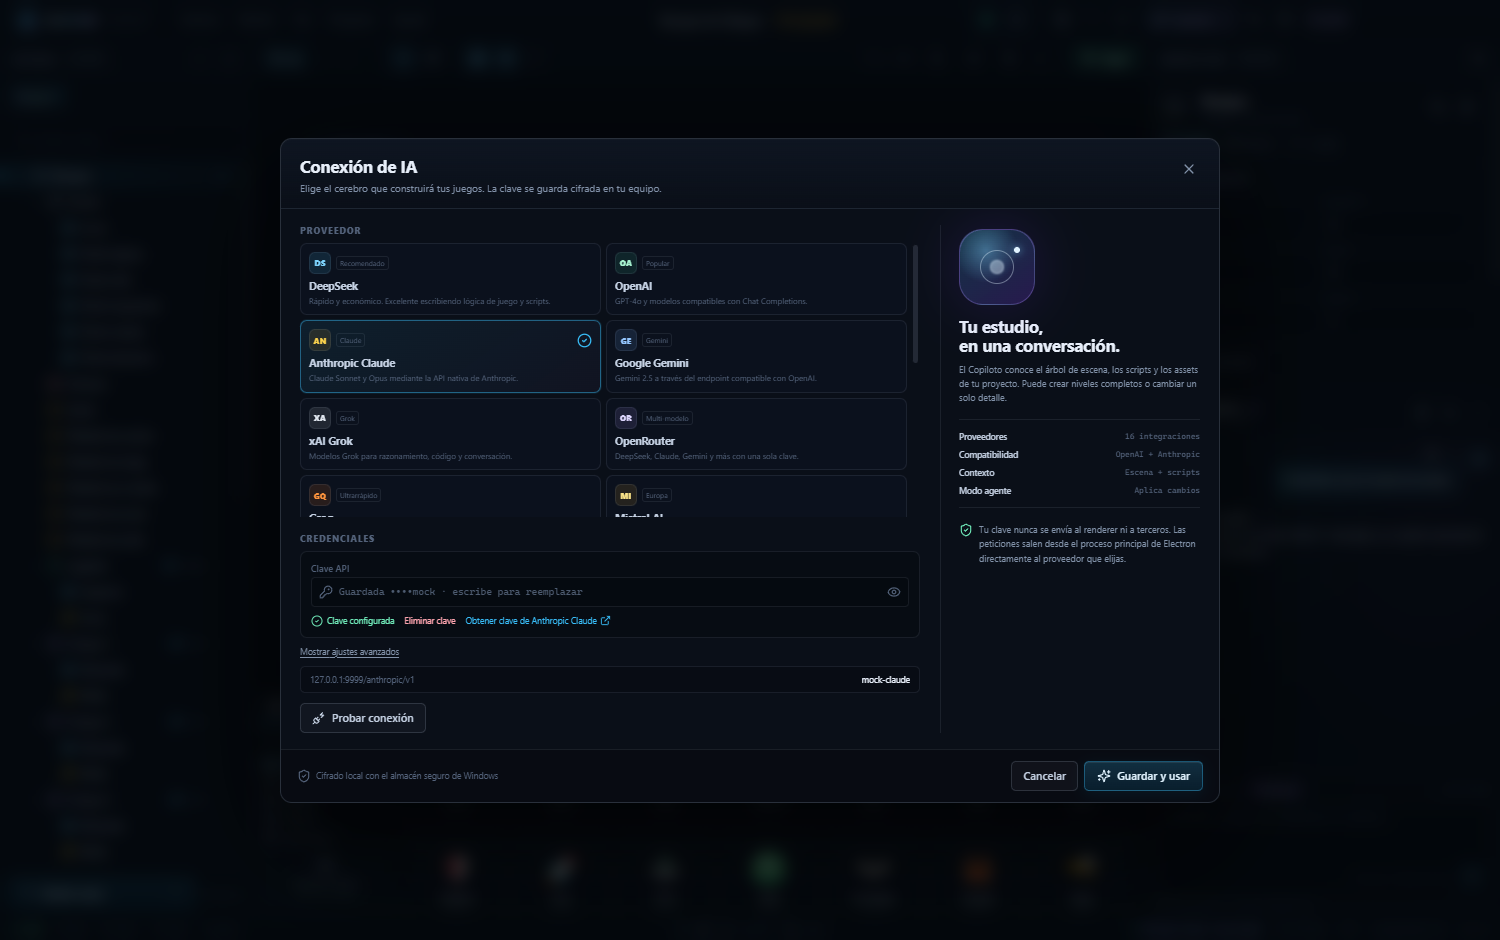 Conexión de IA
Elige el cerebro que construirá tus juegos. La clave se guarda cifrada en tu equipo.
PROVEEDOR
DS Recomendado
DeepSeek
Rápido y económico. Excelente escribiendo lógica de juego y scripts.
OA Popular
OpenAI
GPT-4o y modelos compatibles con Chat Completions.
AN Claude
Anthropic Claude
Claude Sonnet y Opus mediante la API nativa de Anthropic.
GE Gemini
Google Gemini
Gemini 2.5 a través del endpoint compatible con OpenAI.
XA Grok
xAI Grok
Modelos Grok para razonamiento, código y conversación.
OR Multi modelo
OpenRouter
DeepSeek, Claude, Gemini y más con una sola clave.
GQ Ultrarrápido
MI Europa
CREDENCIALES
Clave API
Guardada ••••mock · escribe para reemplazar
Clave configurada Eliminar clave Obtener clave de Anthropic Claude
Mostrar ajustes avanzados
127.0.0.1:9999/anthropic/v1 mock-claude
Probar conexión
Tu estudio,
en una conversación.
El Copiloto conoce el árbol de escena, los scripts y los assets
de tu proyecto. Puede crear niveles completos o cambiar un
solo detalle.
Proveedores 16 integraciones
Compatibilidad OpenAI + Anthropic
Contexto Escena + scripts
Modo agente Aplica cambios
Tu clave nunca se envía al renderer ni a terceros. Las
peticiones salen desde el proceso principal de Electron
directamente al proveedor que elijas.
Cifrado local con el almacén seguro de Windows
Cancelar
Guardar y usar